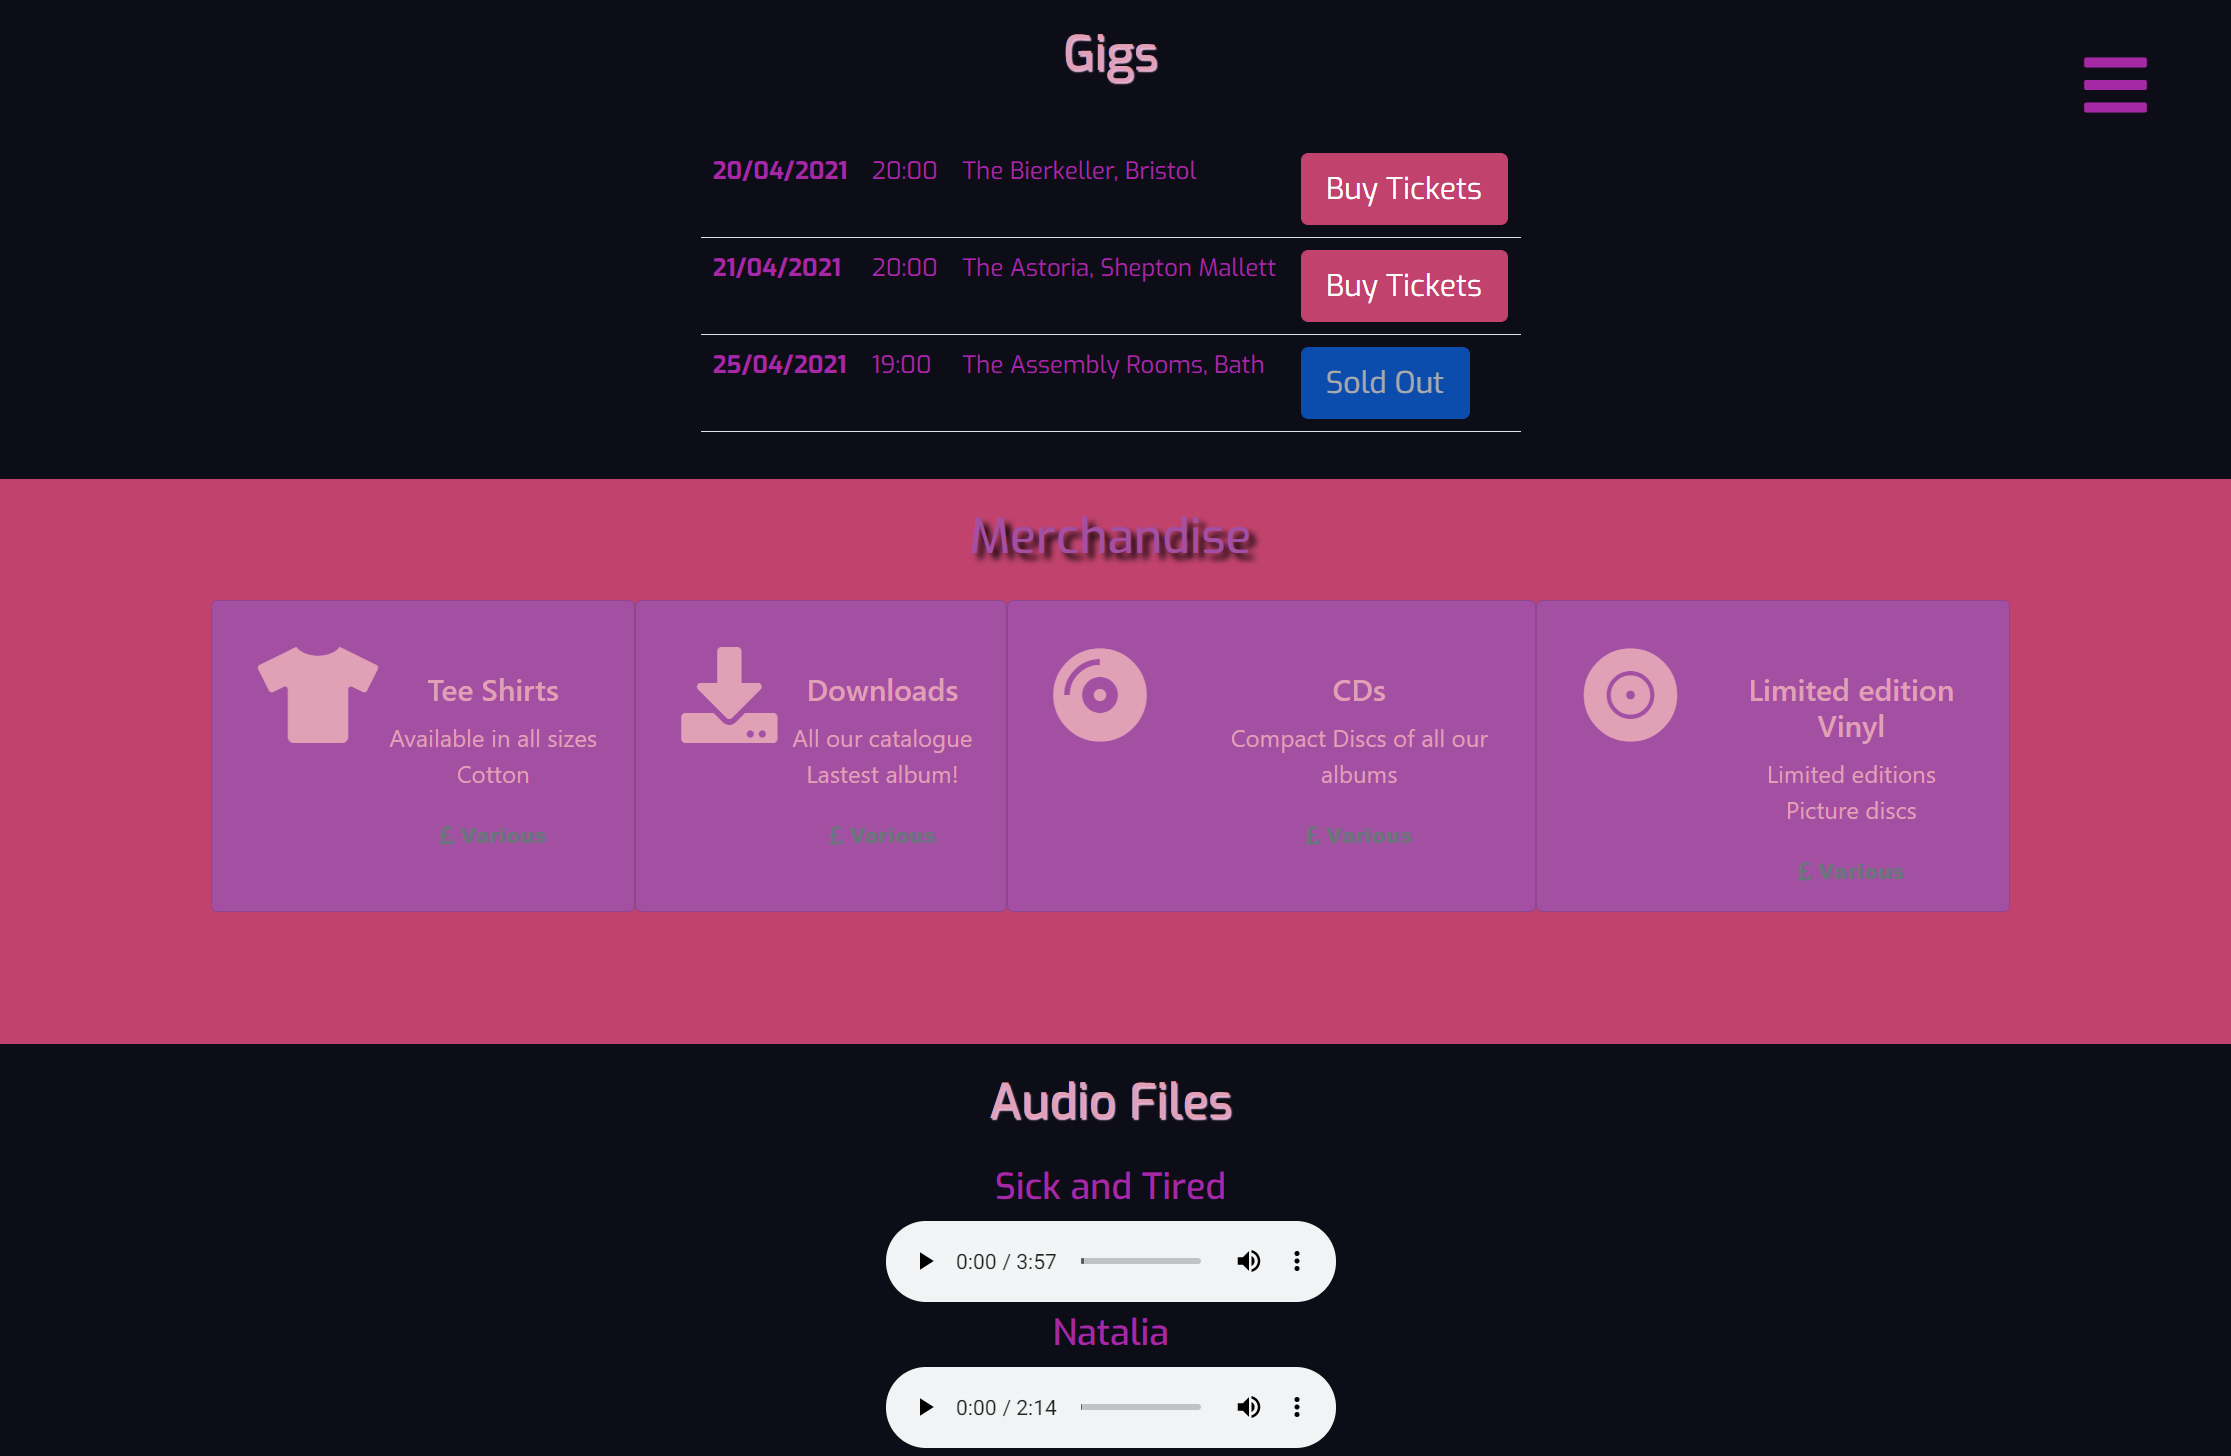 Gigs
20/04/2021 20:00 The Bierkeller, Bristol Buy Tickets
21/04/2021 20:00 The Astoria, Shepton Mallett Buy Tickets
25/04/2021 19:00 The Assembly Rooms, Bath Sold Out
Merchandise
Tee Shirts
Available in all sizes
Cotton
£ Various
Downloads
All our catalogue
Lastest album!
£ Various
CDs
Compact Discs of all our
albums
£ Various
Limited edition
Vinyl
Limited editions
Picture discs
£ Various
Audio Files
Sick and Tired
0:00 / 3:57
Natalia
0:00 / 2:14